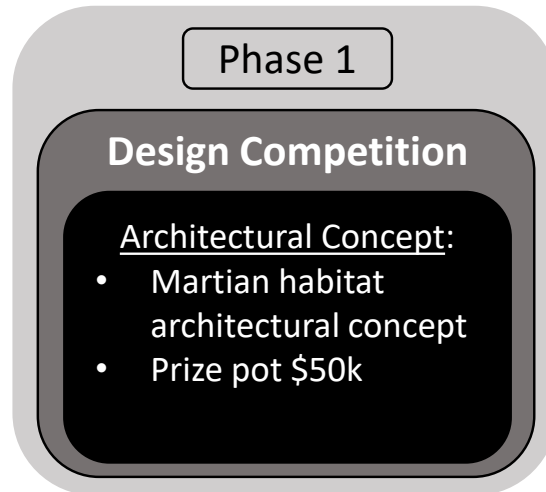 Phase 1
Design Competition
Architectural Concept:
• Martian habitat
architectural concept
• Prize pot $50k